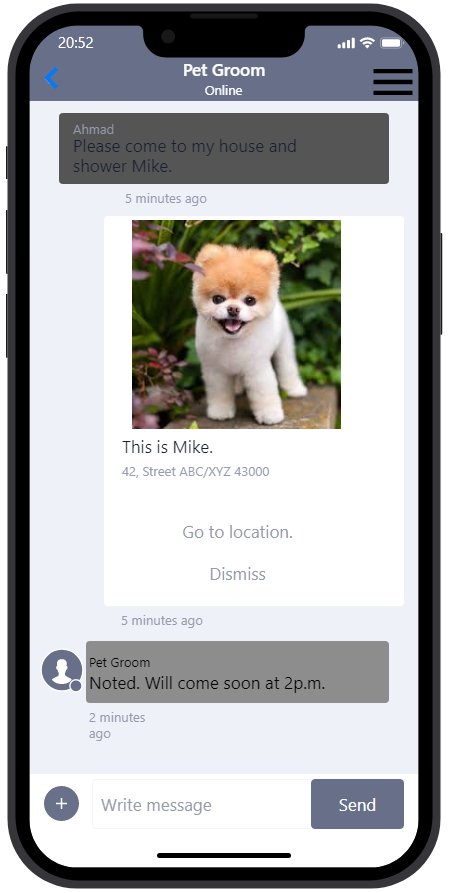 20:52
Pet Groom
Online
Ahmad
Please come to my house and
shower Mike.
5 minutes ago
This is Mike.
42, Street ABC/XYZ 43000
Go to location.
Dismiss
5 minutes ago
Pet Groom
Noted. Will come soon at 2p.m.
2 minutes
ago
+
Write message
Send